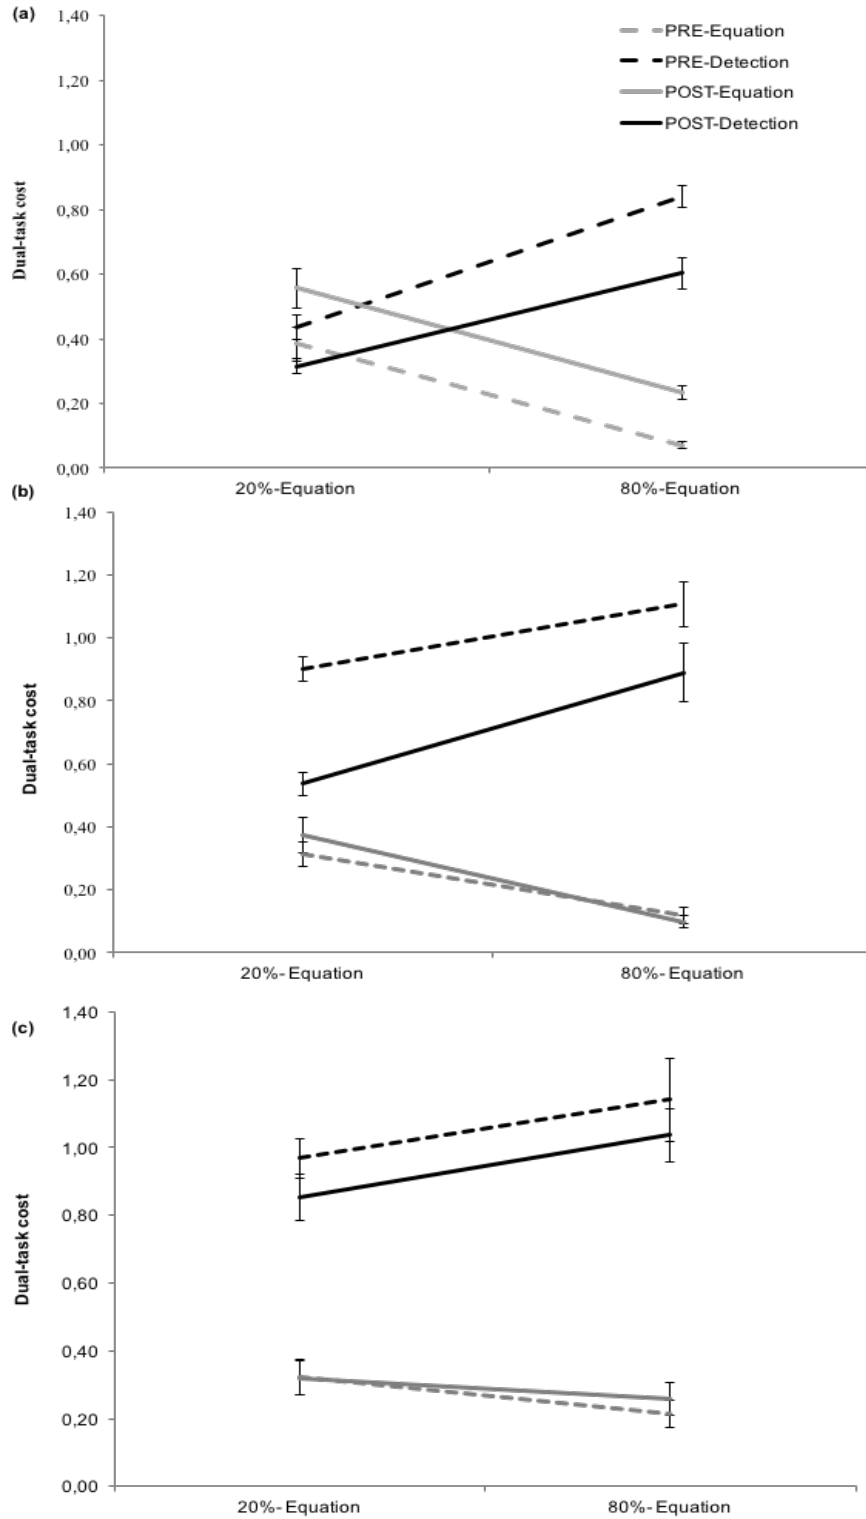 (a)
1,40
PRE-Equation
1,20
PRE-Detection
POST-Equation
1,00
POST-Detection
0,80
Dual-task cost
0,60
0,40
0,20
0,00
20%-Equation 80%-Equation
(b)
1,40
1,20
1,00
0,80
Dual-task cost
0,60
0,40
0,20
0,00
20%- Equation 80%- Equation
(c)
1,40
1,20
1,00
0,80
Dual-task cost
0,60
0,40
0,20
0,00
20%- Equation 80%- Equation